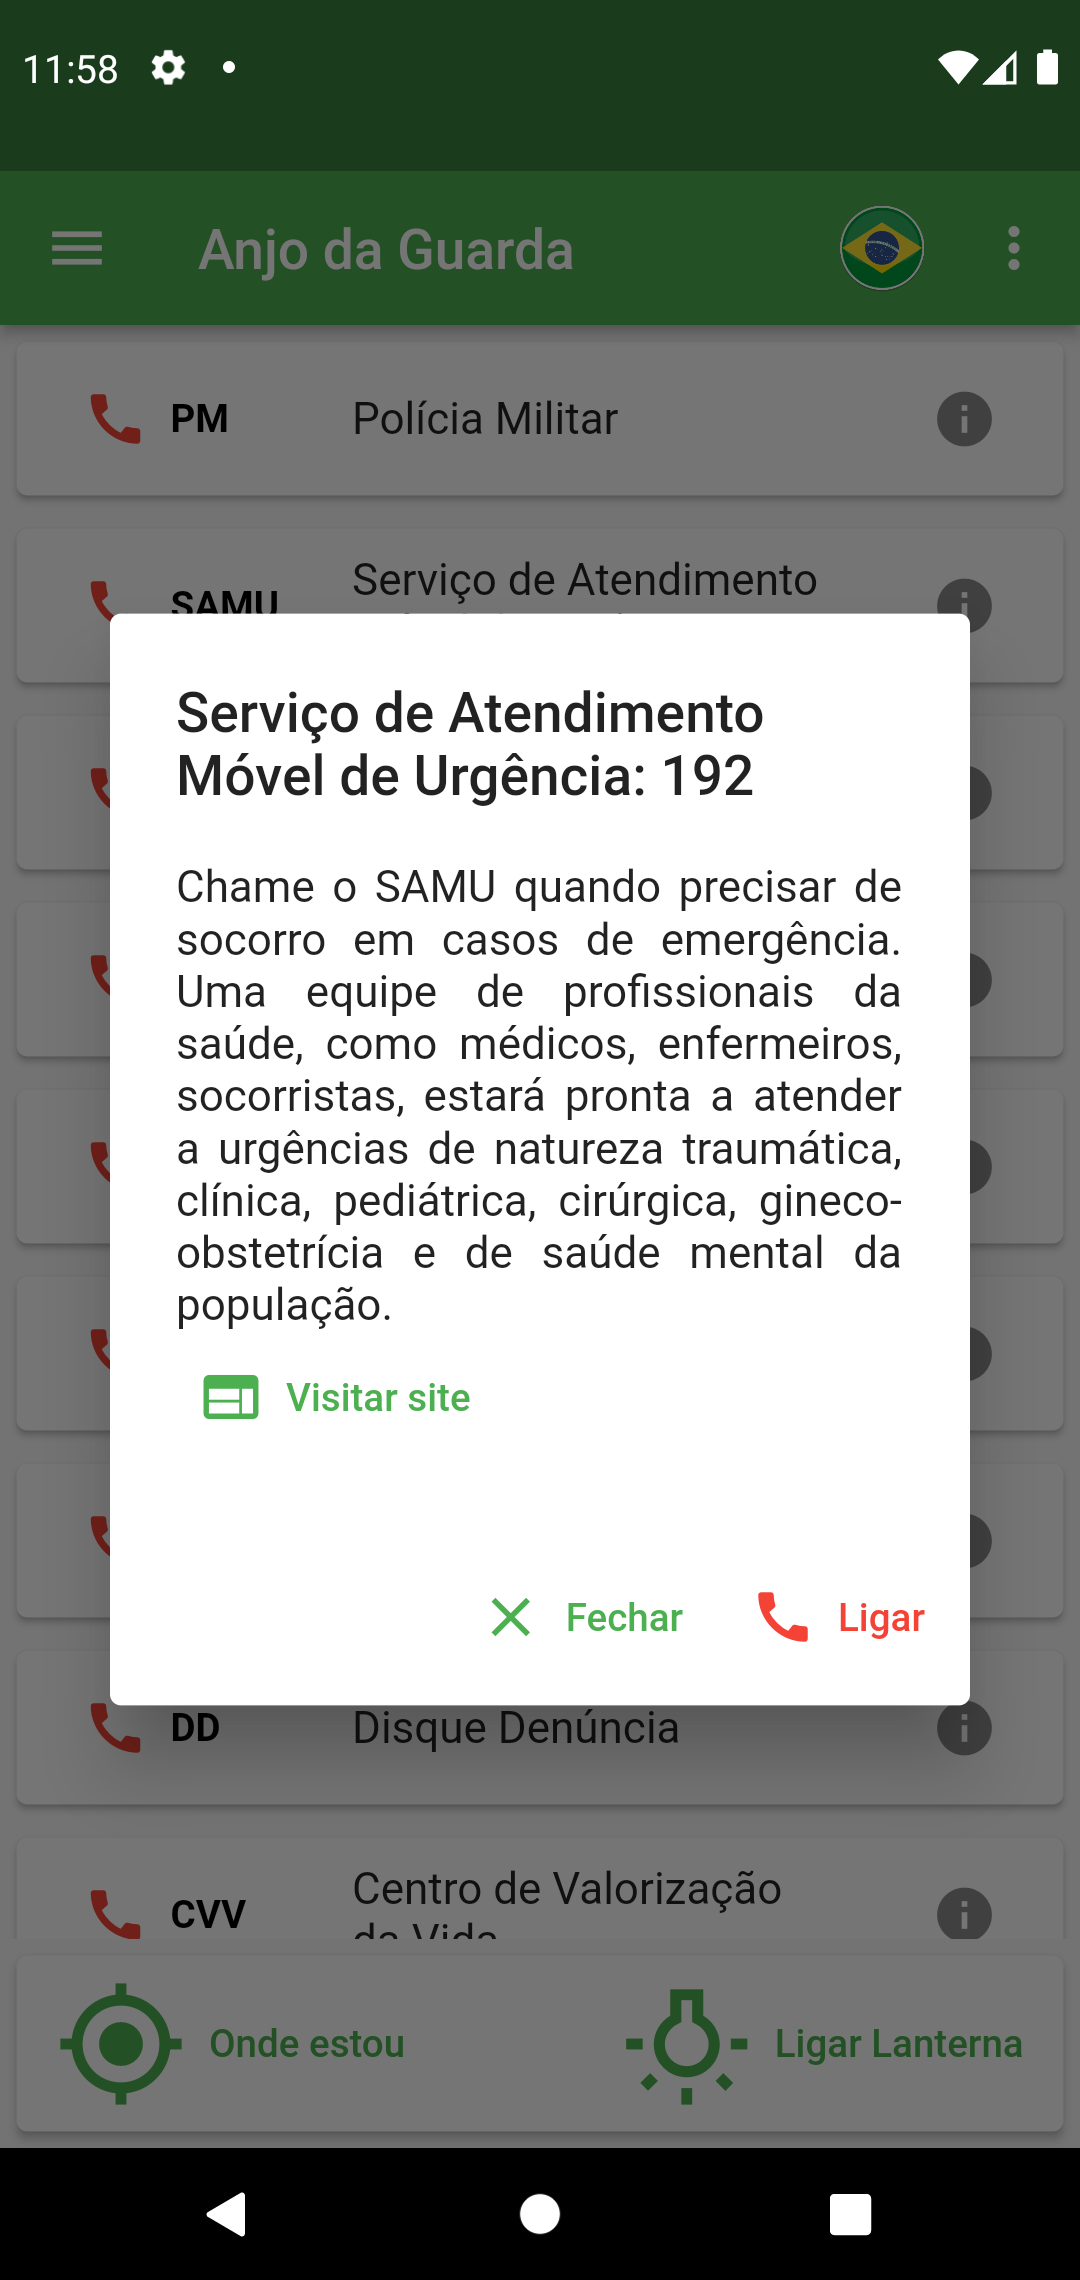 11:58
Anjo da Guarda
PM
Polícia Militar
SAMU
Serviço de Atendimento
Serviço de Atendimento
Móvel de Urgência: 192
Chame o SAMU quando precisar de
socorro em casos de emergência.
Uma equipe de profissionais da
saúde, como médicos, enfermeiros,
socorristas, estará pronta a atender
a urgências de natureza traumática,
clínica, pediátrica, cirúrgica, gineco-
obstetrícia e de saúde mental da
população.
Visitar site
Fechar
Ligar
DD
Disque Denúncia
CVV
Centro de Valorização
da Vida
Onde estou
Ligar Lanterna